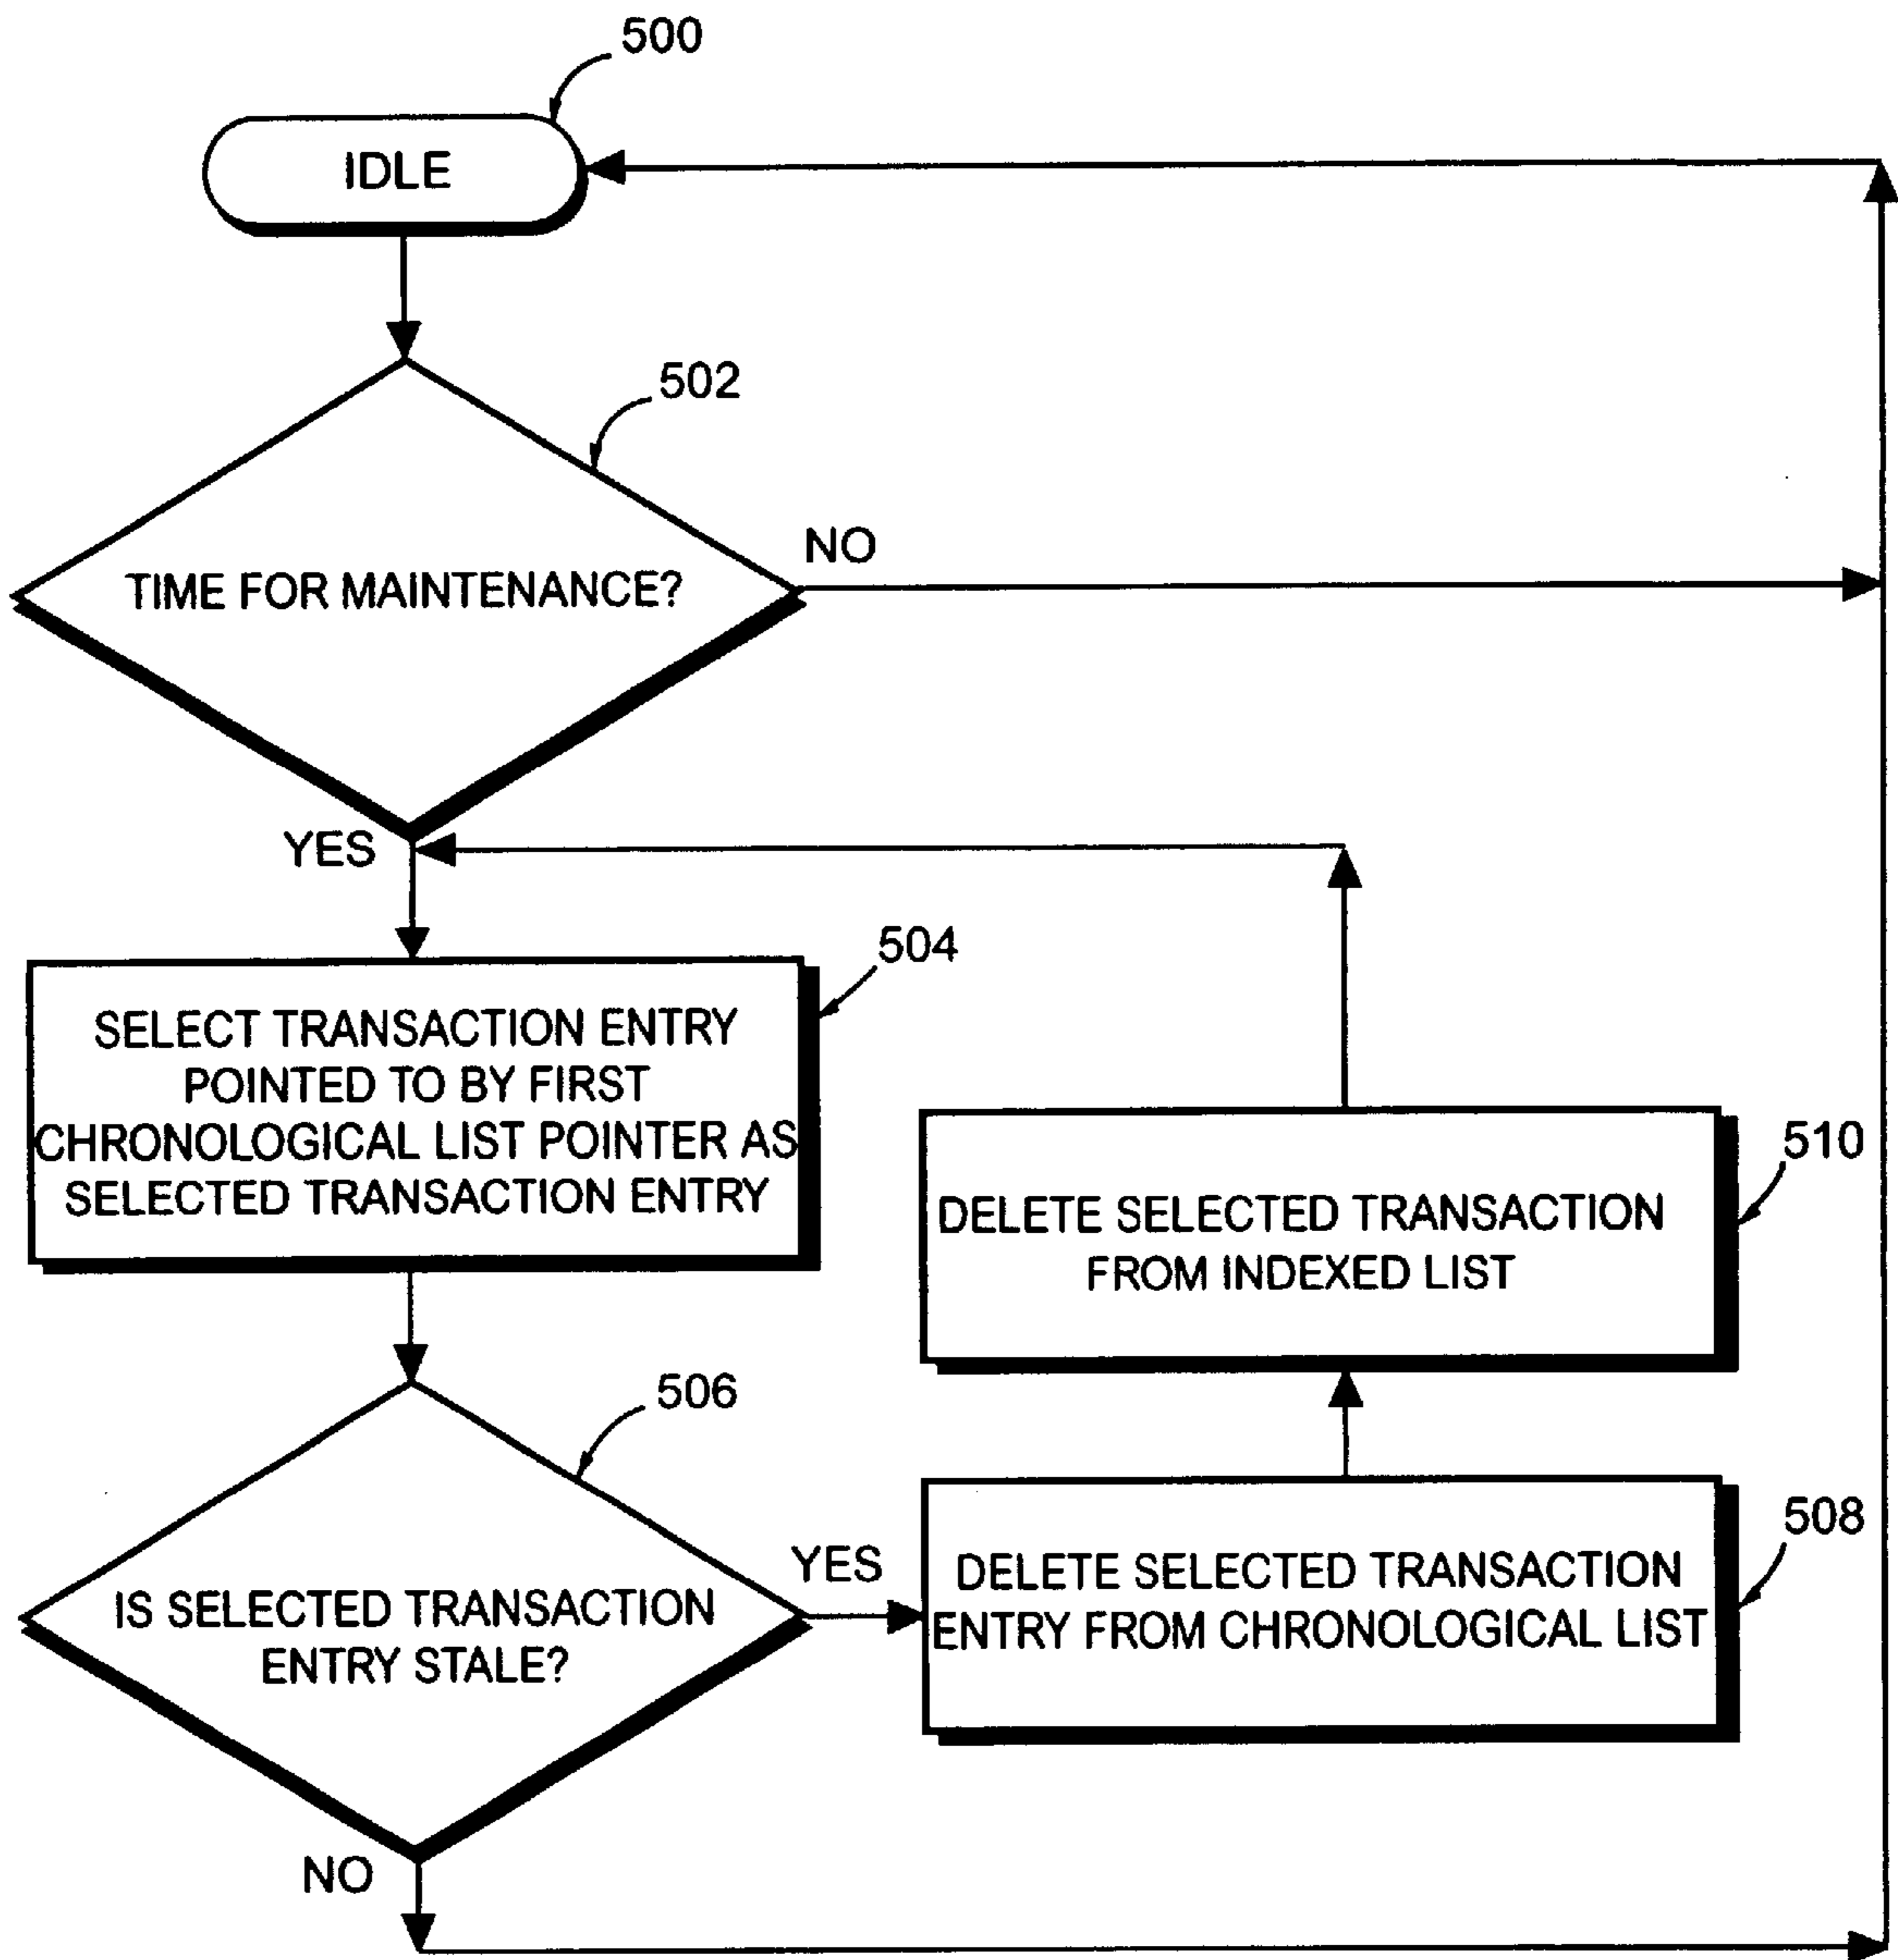 500
IDLE
502
NO
TIME FOR MAINTENANCE?
YES
504
SELECT TRANSACTION ENTRY
POINTED TO BY FIRST
CHRONOLOGICAL LIST POINTER AS
SELECTED TRANSACTION ENTRY
510
DELETE SELECTED TRANSACTION
FROM INDEXED LIST
506
508
YES
DELETE SELECTED TRANSACTION
ENTRY FROM CHRONOLOGICAL LIST
IS SELECTED TRANSACTION
ENTRY STALE?
NO